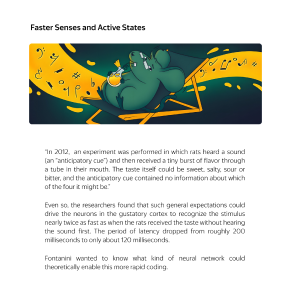 Faster Senses and Active States
"In 2012, an experiment was performed in which rats heard a sound
(an "anticipatory cue") and then received a tiny burst of flavor through
a tube in their mouth. The taste itself could be sweet, salty, sour or
bitter, and the anticipatory cue contained no information about which
of the four it might be."
Even so, the researchers found that such general expectations could
drive the neurons in the gustatory cortex to recognize the stimulus
nearly twice as fast as when the rats received the taste without hearing
the sound first. The period of latency dropped from roughly 200
milliseconds to only about 120 milliseconds.
Fontanini wanted to know what kind of neural network could
theoretically enable this more rapid coding.